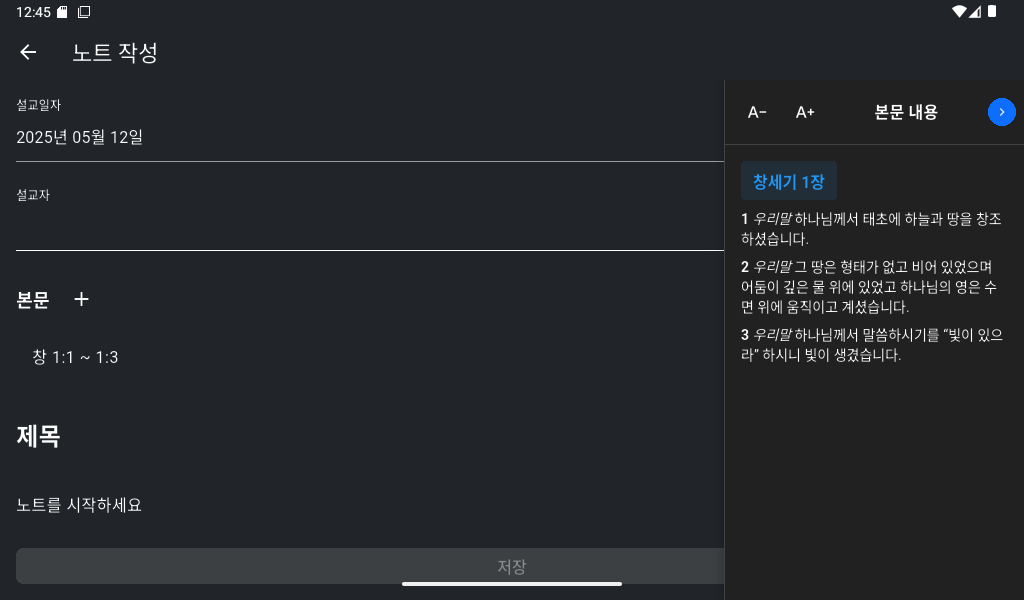 12:45
노트 작성
설교일자
2025년 05월 12일
설교자
본문 +
창 1:1 ~ 1:3
제목
노트를 시작하세요
저장
A- A+ 본문 내용
창세기 1장
1 우리말 하나님께서 태초에 하늘과 땅을 창조
하셨습니다.
2 우리말 그 땅은 형태가 없고 비어 있었으며
어둠이 깊은 물 위에 있었고 하나님의 영은 수
면 위에 움직이고 계셨습니다.
3 우리말 하나님께서 말씀하시기를 “빛이 있으
라” 하시니 빛이 생겼습니다.